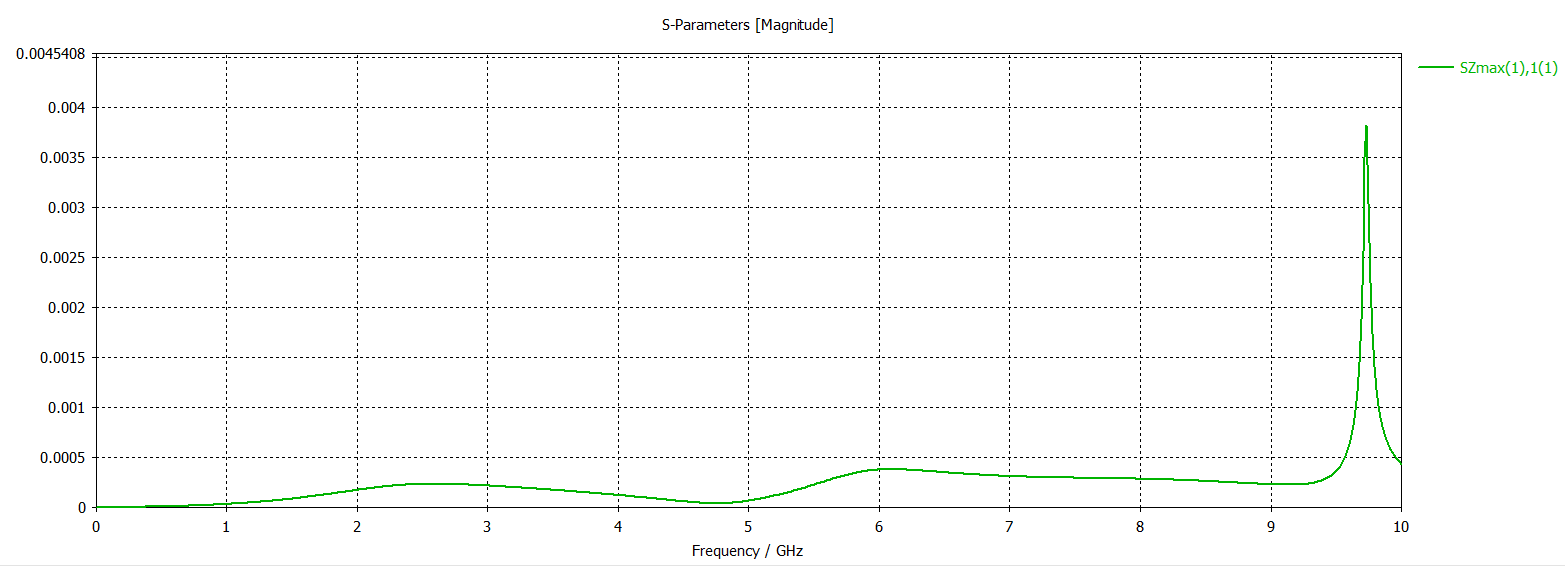 S-Parameters [Magnitude]
0.0045408
0.004
0.0035
0.003
0.0025
0.002
0.0015
0.001
0.0005
0
0 1 2 3 4 5 6 7 8 9 10
Frequency / GHz
SZmax(1),1(1)